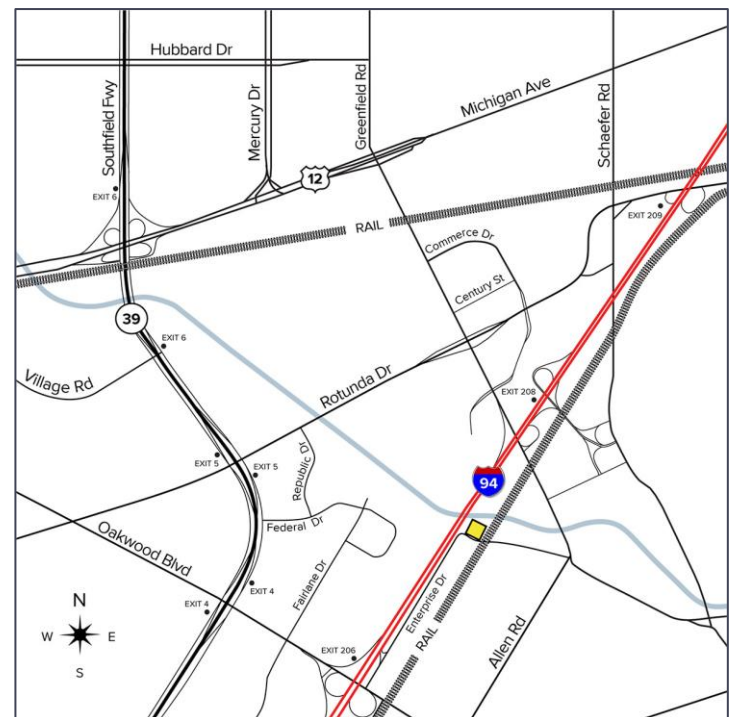 Hubbard Dr
Southfield Fwy
Mercury Dr
Greenfield Rd
Michigan Ave
Schaefer Rd
12
EXIT 6
RAIL
EXIT 209
Commerce Dr
Century St
39
EXIT 6
Village Rd
Rotunda Dr
EXIT 208
EXIT 5
EXIT 5
Republic Dr
94
Federal Dr
Oakwood Blvd
Fairlane Dr
EXIT 4
EXIT 4
Enterprise Dr
RAIL
Allen Rd
EXIT 206
N
W E
S